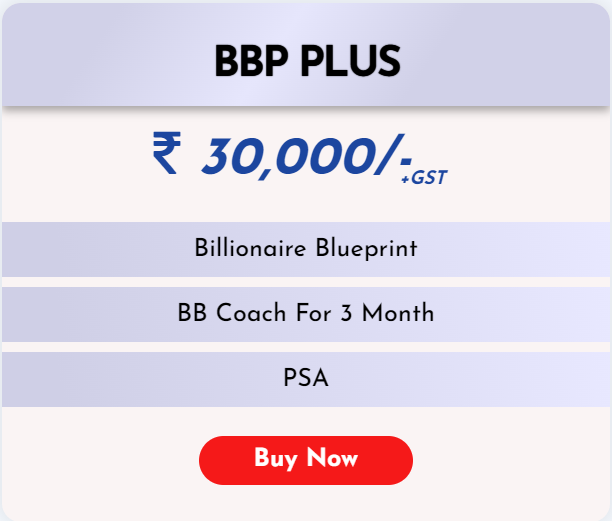 BBP PLUS
₹ 30,000/-+GST
Billionaire Blueprint
BB Coach For 3 Month
PSA
Buy Now